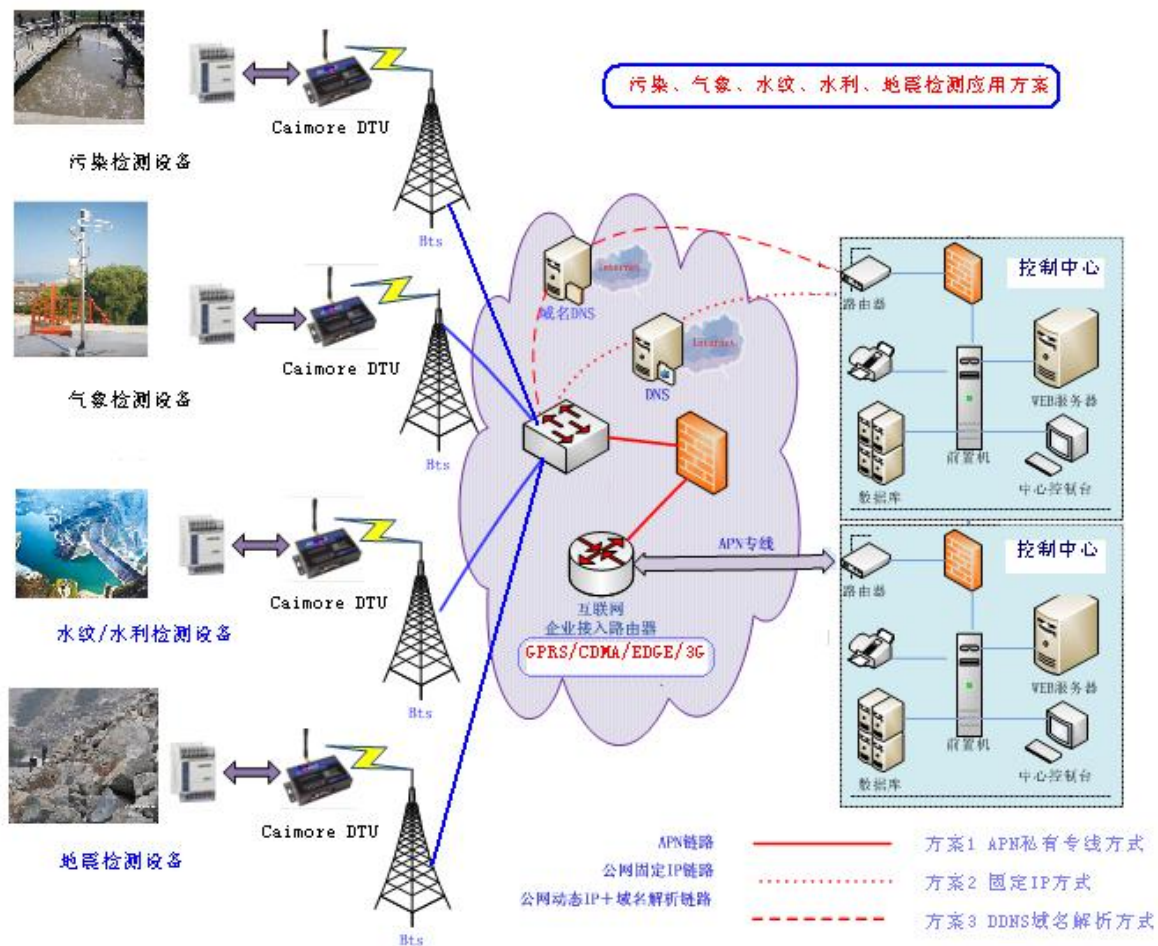 污染、气象、水纹、水利、地震检测应用方案
Caimore DTU
污染检测设备
Bts
Caimore DTU
气象检测设备
Bts
Caimore DTU
水纹/水利检测设备
Bts
Caimore DTU
地震检测设备
Bts
Internet
域名DNS
Internet
DNS
APN专线
互联网
企业接入路由器
GPRS/CDMA/EDGE/3G
控制中心
路由器
WEB服务器
前置机
数据库
中心控制台
控制中心
路由器
WEB服务器
前置机
数据库
中心控制台
APN链路
方案1 APN私有专线方式
公网固定IP链路
方案2 固定IP方式
公网动态IP+域名解析链路
方案3 DDNS域名解析方式